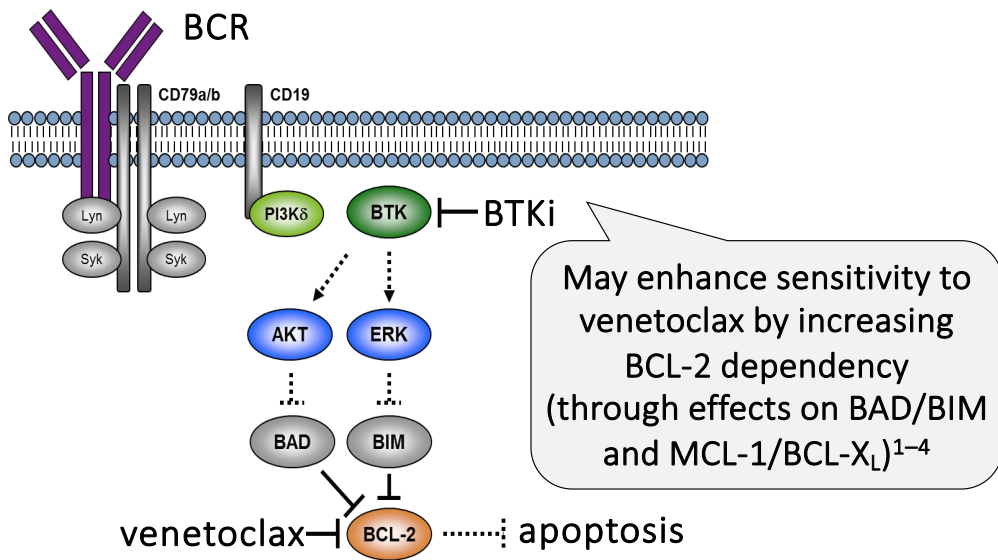 BCR
CD79a/b
CD19
Lyn
Lyn
PI3Kδ
BTK
BTKi
Syk
Syk
May enhance sensitivity to
venetoclax by increasing
BCL-2 dependency
(through effects on BAD/BIM
and MCL-1/BCL-XL)1–4
AKT
ERK
BAD
BIM
venetoclax
BCL-2
apoptosis